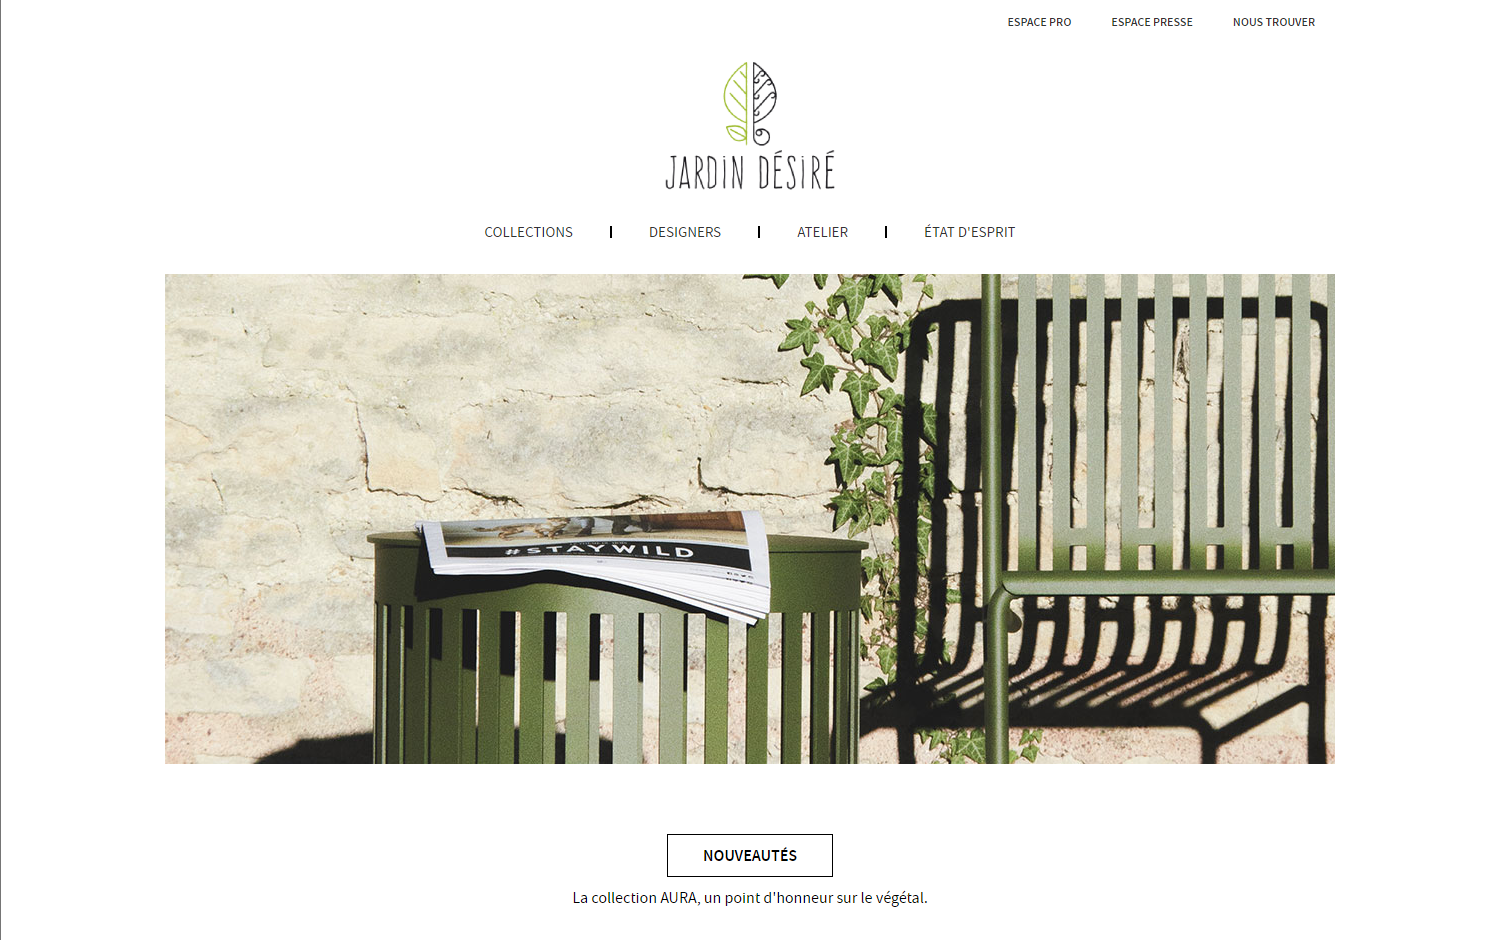 ESPACE PRO
ESPACE PRESSE
NOUS TROUVER
JARDIN DÉSIRÉ
COLLECTIONS
DESIGNERS
ATELIER
ÉTAT D'ESPRIT
#STAYWILD
NOUVEAUTÉS
La collection AURA, un point d'honneur sur le végétal.